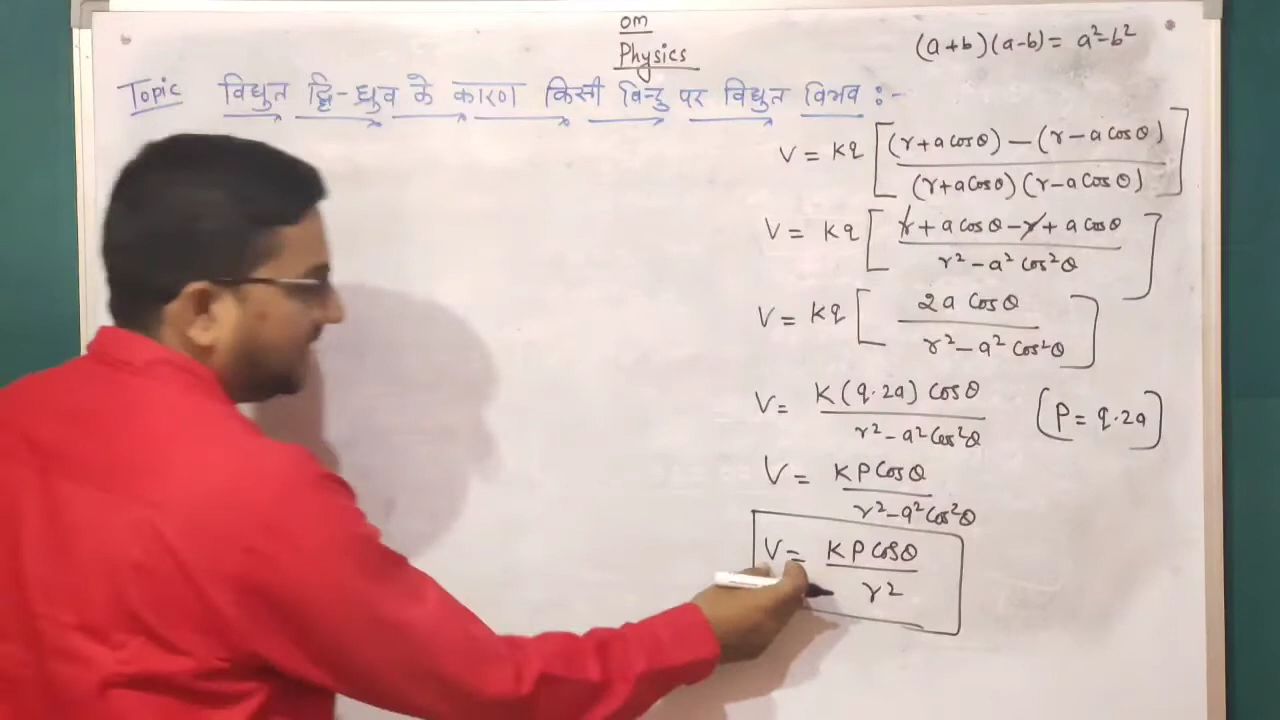 om
Physics
(a+b)(a-b) = a²-b²
Topic विद्युत द्वि-ध्रुव के कारण किसी बिन्दु पर विद्युत विभव :-
V = Kq [ (r+a cosθ) - (r-a cosθ) / (r+a cosθ)(r-a cosθ) ]
V = Kq [ r+a cosθ-r+a cosθ / r²-a² cos²θ ]
V = Kq [ 2a cosθ / r²-a² cos²θ ]
V = K(q.2a) cosθ / r²-a² cos²θ (P = q.2a)
V = KP cosθ / r²-a² cos²θ
V = KP cosθ / r²